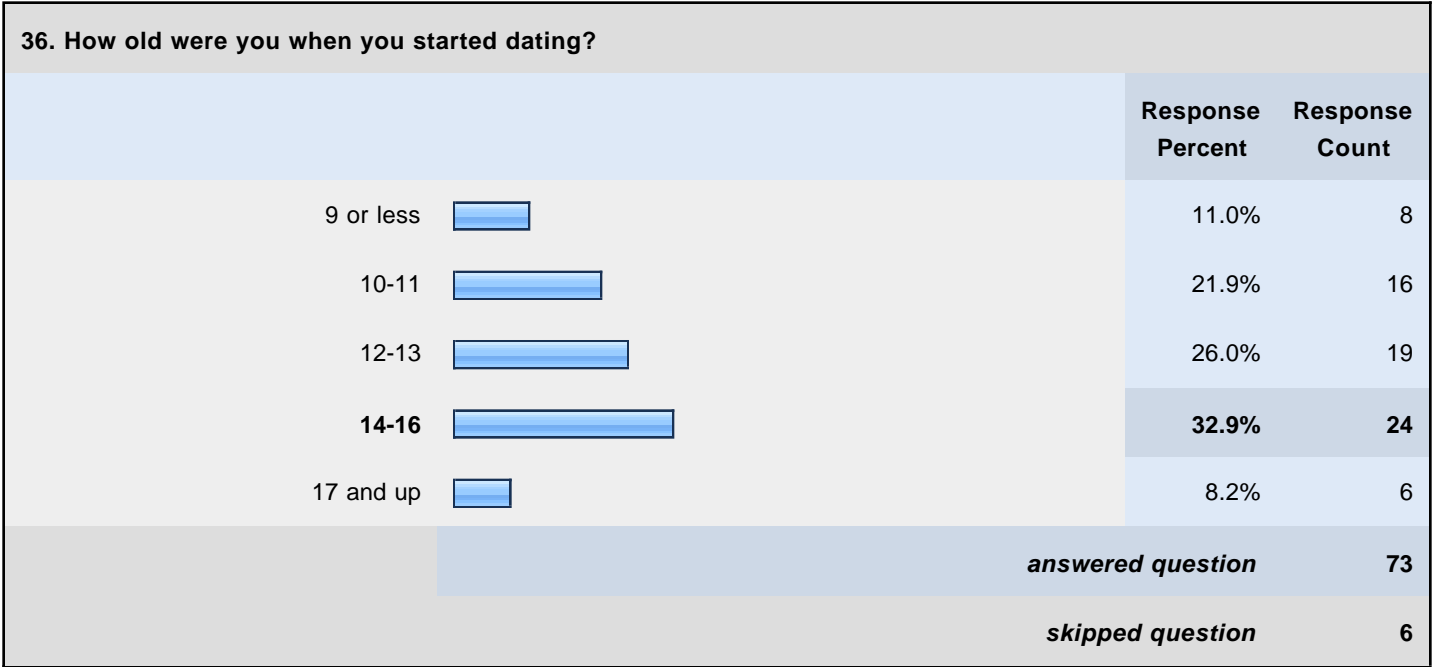 36. How old were you when you started dating?
Response Percent
Response Count
9 or less 11.0% 8
10-11 21.9% 16
12-13 26.0% 19
14-16 32.9% 24
17 and up 8.2% 6
answered question 73
skipped question 6